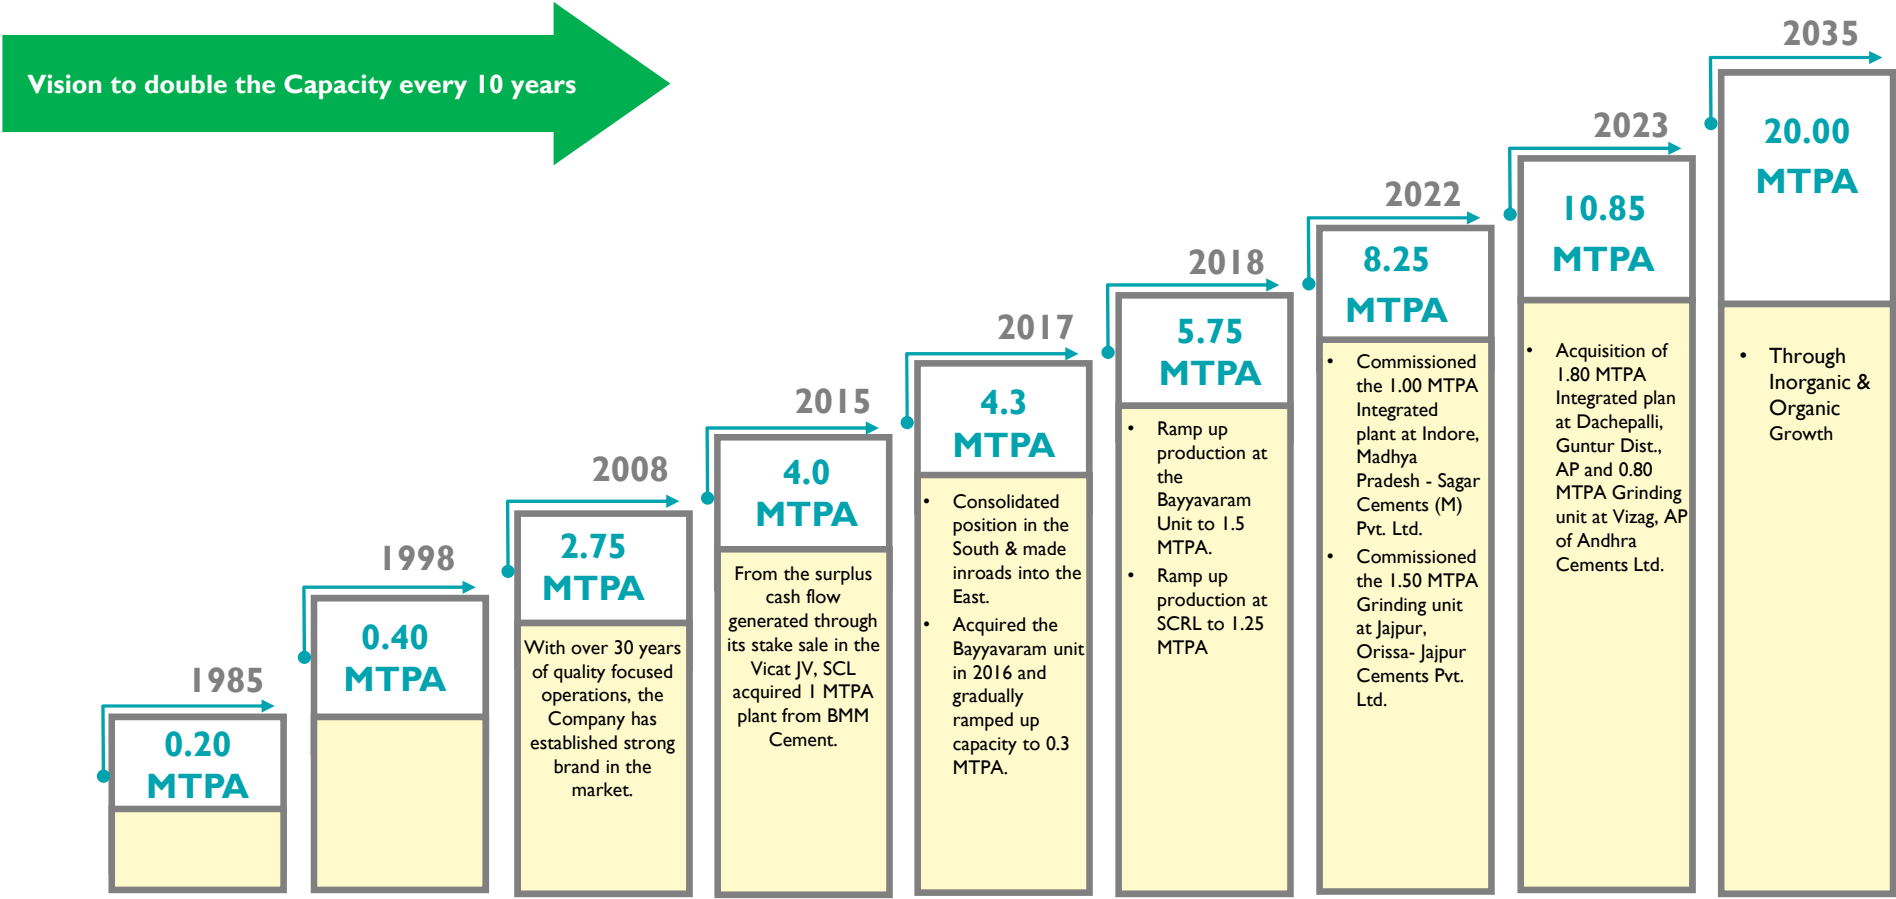 Vision to double the Capacity every 10 years
1985
0.20
MTPA
1998
0.40
MTPA
2008
2.75
MTPA
With over 30 years
of quality focused
operations, the
Company has
established strong
brand in the
market.
2015
4.0
MTPA
From the surplus
cash flow
generated through
its stake sale in the
Vicat JV, SCL
acquired 1 MTPA
plant from BMM
Cement.
2017
4.3
MTPA
• Consolidated
position in the
South & made
inroads into the
East.
• Acquired the
Bayyavaram unit
in 2016 and
gradually
ramped up
capacity to 0.3
MTPA.
2018
5.75
MTPA
• Ramp up
production at
the
Bayyavaram
Unit to 1.5
MTPA.
• Ramp up
production at
SCRL to 1.25
MTPA
2022
8.25
MTPA
• Commissioned
the 1.00 MTPA
Integrated
plant at Indore,
Madhya
Pradesh - Sagar
Cements (M)
Pvt. Ltd.
• Commissioned
the 1.50 MTPA
Grinding unit
at Jajpur,
Orissa- Jajpur
Cements Pvt.
Ltd.
2023
10.85
MTPA
• Acquisition of
1.80 MTPA
Integrated plan
at Dachepalli,
Guntur Dist.,
AP and 0.80
MTPA Grinding
unit at Vizag, AP
of Andhra
Cements Ltd.
2035
20.00
MTPA
• Through
Inorganic &
Organic
Growth